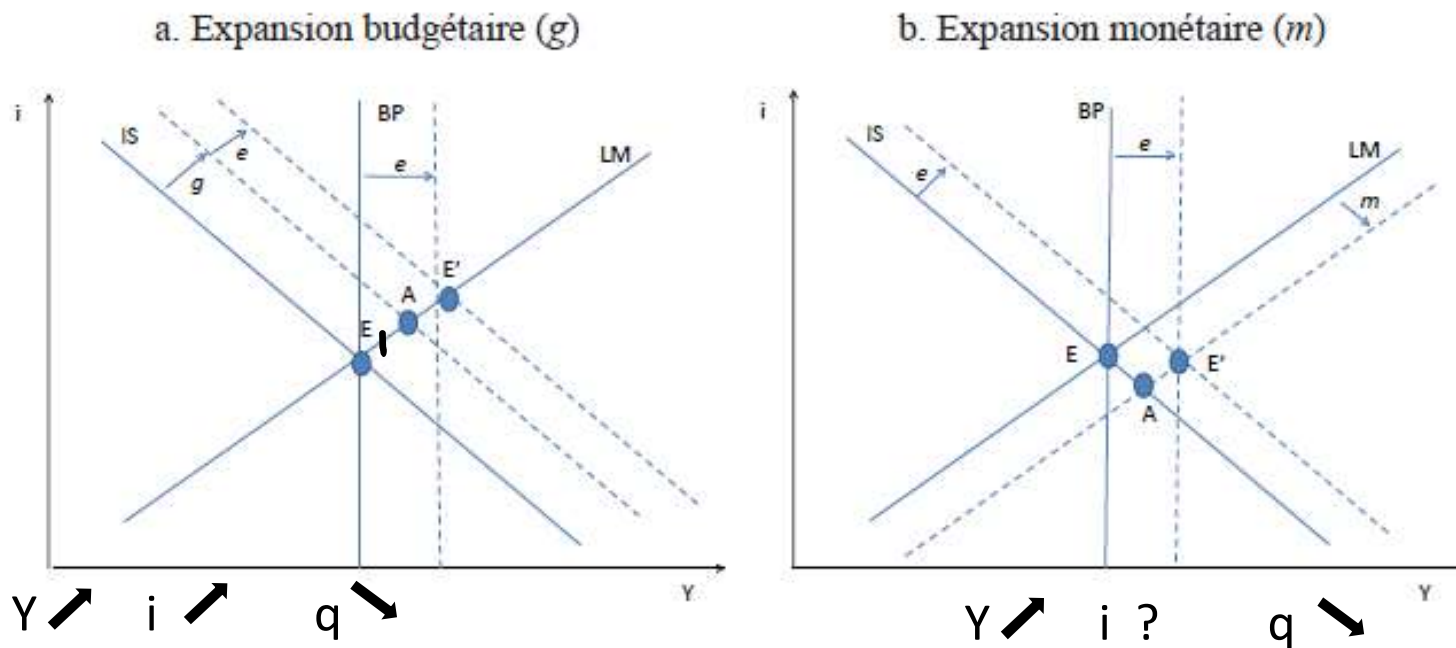 a. Expansion budgétaire (g)
i
IS
BP
e
e
LM
g
E'
A
E
Y
Y i q
b. Expansion monétaire (m)
i
IS
BP
e
LM
e
m
E
E'
A
Y
Y i ? q